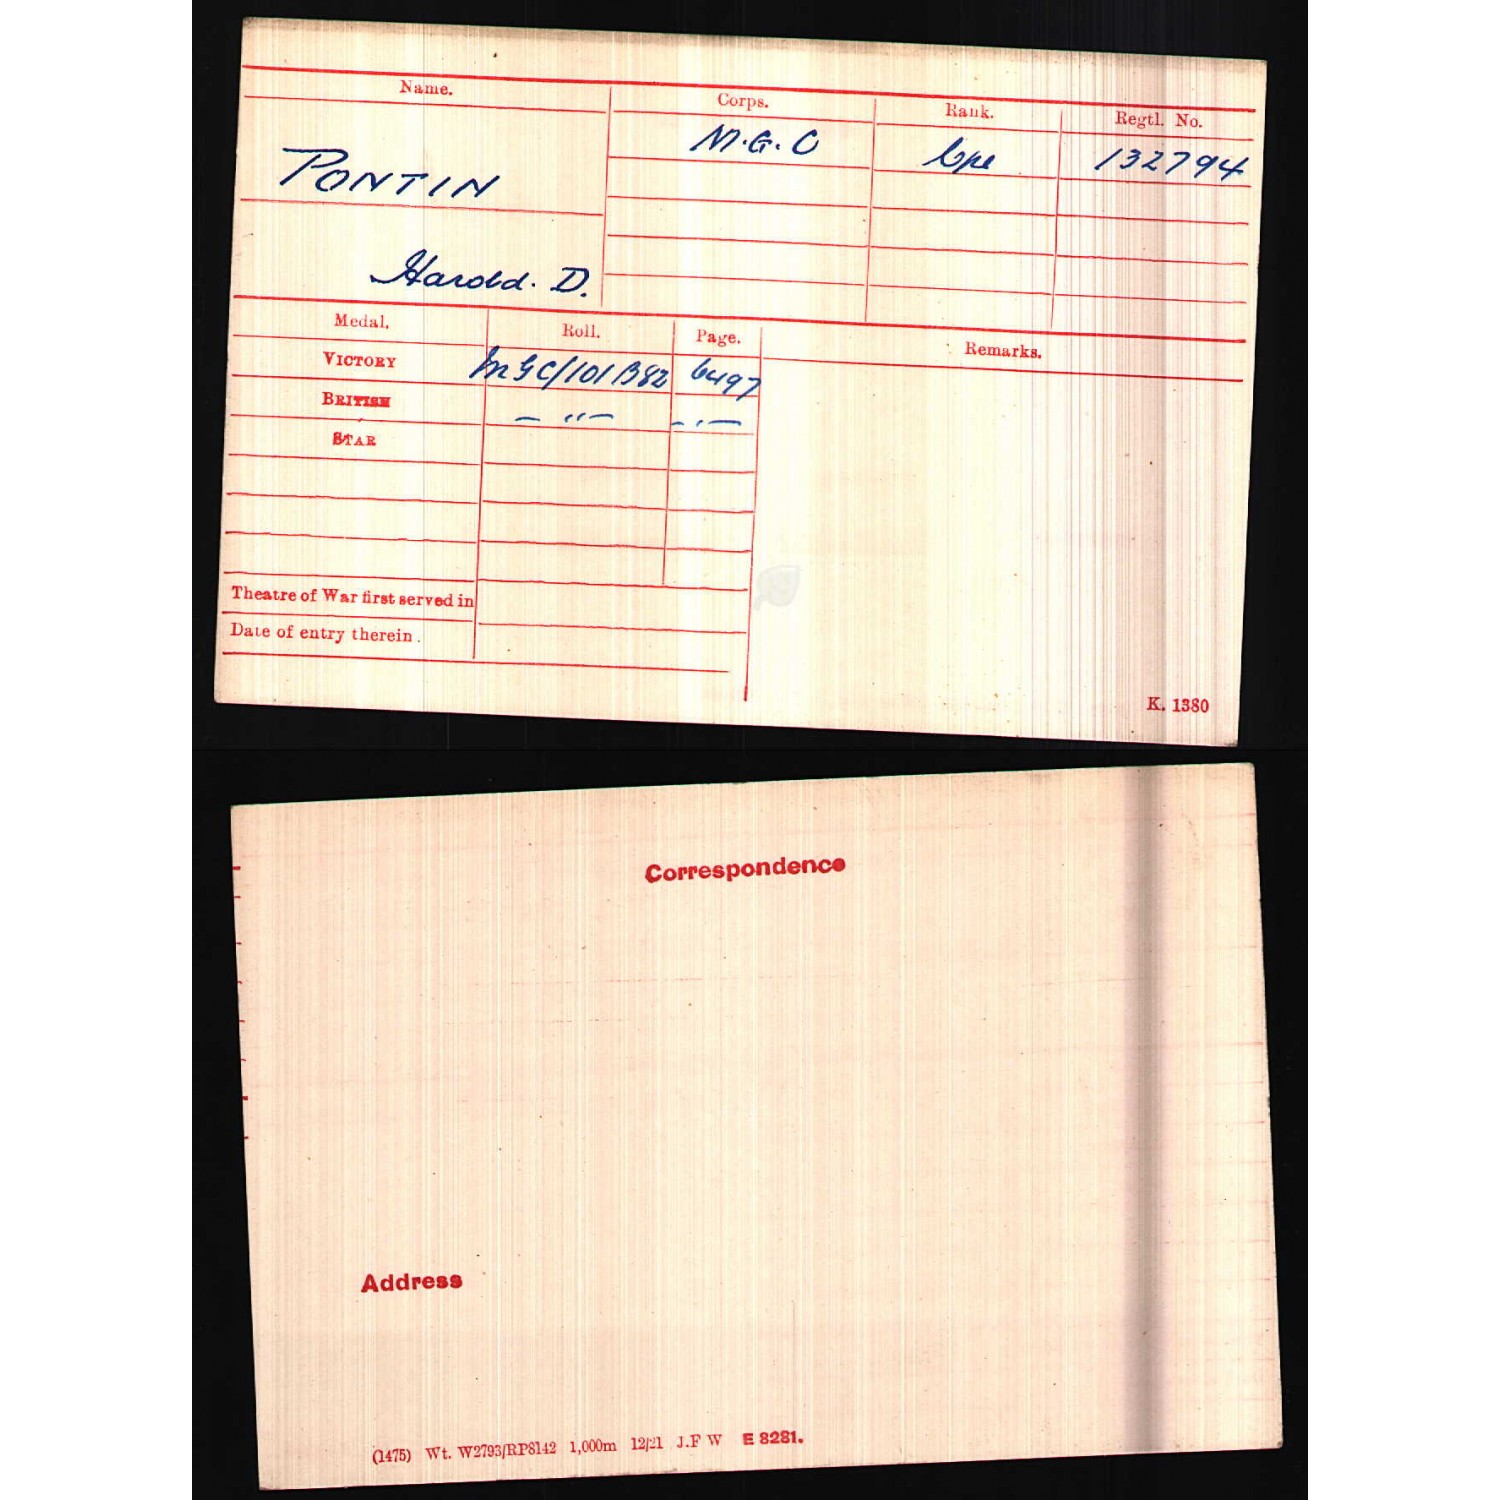 Name. Corps. Rank. Regtl. No.
PONTIN M.G.C Cpl 132794
Harold. D.
Medal. Roll. Page. Remarks.
VICTORY MGC/101B82 6497
BRITISH — " — — " —
STAR
Theatre of War first served in
Date of entry therein.
K. 1380
Correspondence
Address
(1475) Wt. W2793/RP8142 1,000m 12/21 J.F W E 8281.